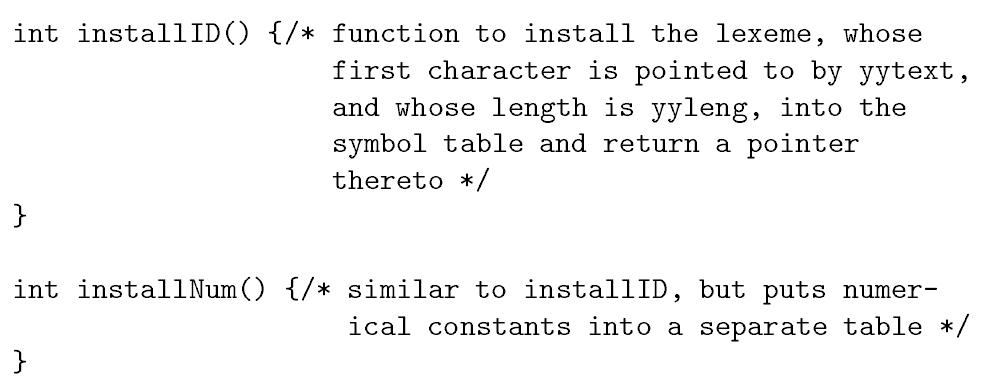 int installID() {/* function to install the lexeme, whose
first character is pointed to by yytext,
and whose length is yyleng, into the
symbol table and return a pointer
thereto */
}
int installNum() {/* similar to installID, but puts numer-
ical constants into a separate table */
}